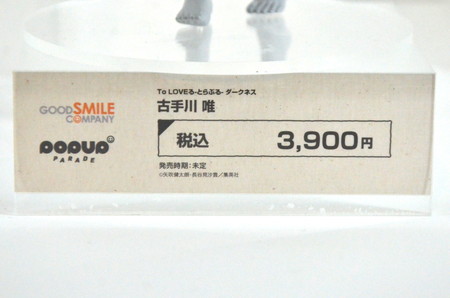 GOOD SMILE
COMPANY
POPUP
PARADE
To LOVEる-とらぶる- ダークネス
古手川 唯
税込 3,900円
発売時期:未定
©矢吹健太朗・長谷見沙貴/集英社